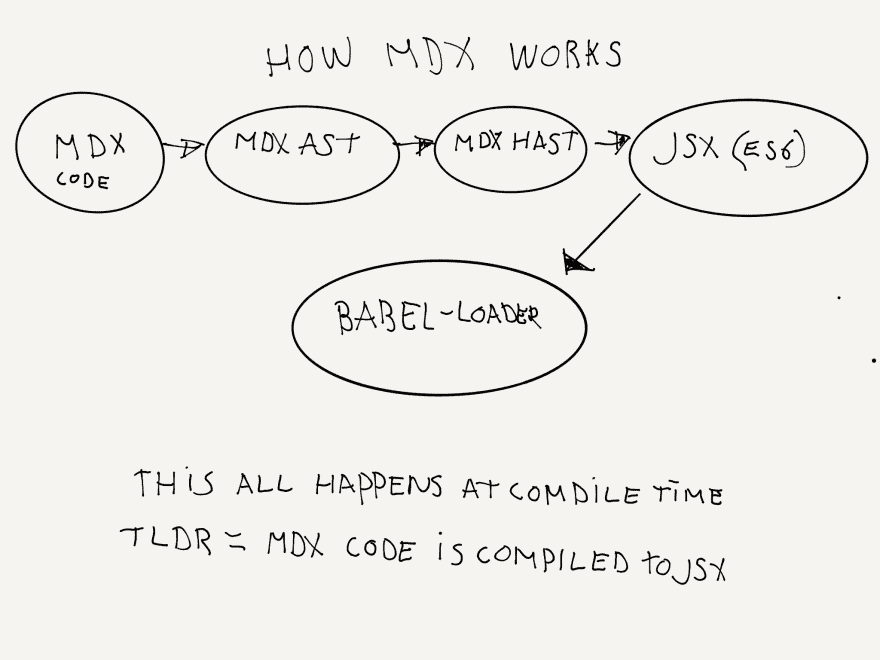 HOW MDX WORKS
MDX
CODE
MDX AST
MDX HAST
JSX (ES6)
BABEL-LOADER
THIS ALL HAPPENS AT COMPILE TIME
TLDR = MDX CODE IS COMPILED TO JSX